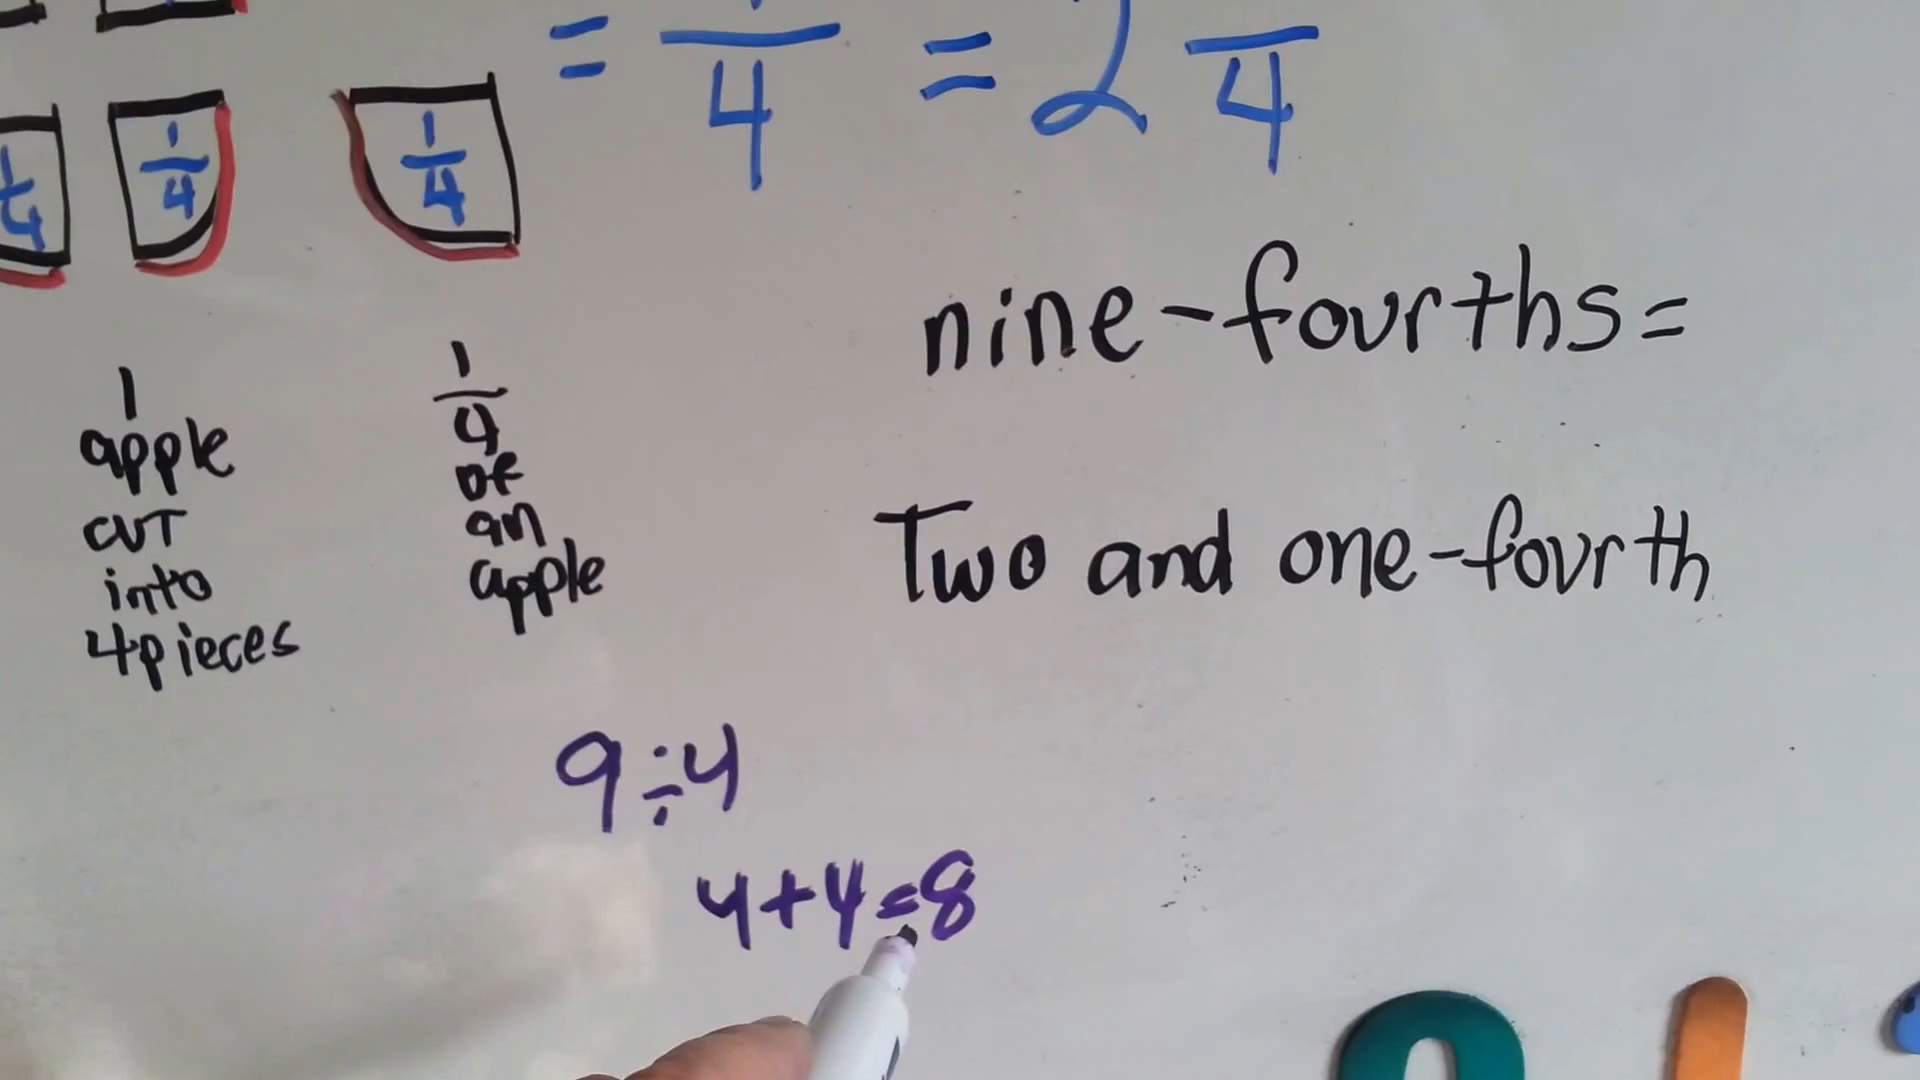 = 4 = 2 4
1/4 1/4 1/4
nine-fourths =
Two and one-fourth
1
apple
cut
into
4 pieces
1/4
of
an
apple
9÷4
4+4=8